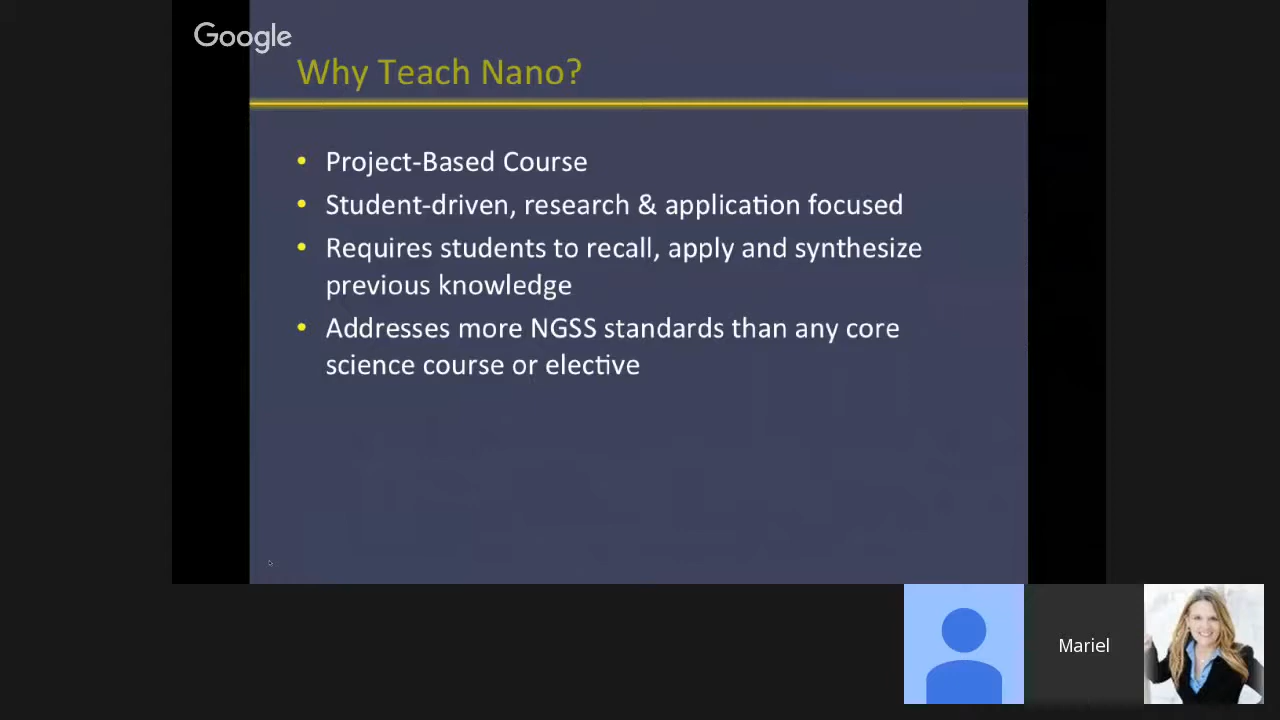 Google
Why Teach Nano?
• Project-Based Course
• Student-driven, research & application focused
• Requires students to recall, apply and synthesize
previous knowledge
• Addresses more NGSS standards than any core
science course or elective
Mariel